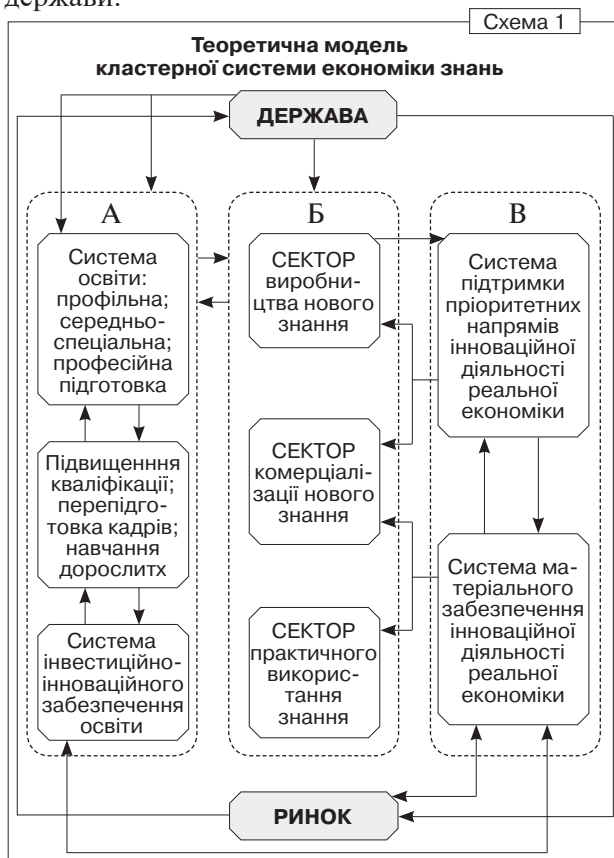 держави.
Схема 1
Теоретична модель
кластерної системи економіки знань
ДЕРЖАВА
А
Система
освіти:
профільна;
середньо-
спеціальна;
професійна
підготовка
Підвищенння
кваліфікації;
перепідго-
товка кадрів;
навчання
дорослитх
Система
інвестиційно-
інноваційного
забезпечення
освіти
Б
СЕКТОР
виробни-
цтва нового
знання
СЕКТОР
комерціалі-
зації нового
знання
СЕКТОР
практичного
викорис-
тання
знання
В
Система
підтримки
пріоритетних
напрямів
інноваційної
діяльності
реальної
економіки
Система ма-
теріального
забезпечення
інноваційної
діяльності
реальної
економіки
РИНОК